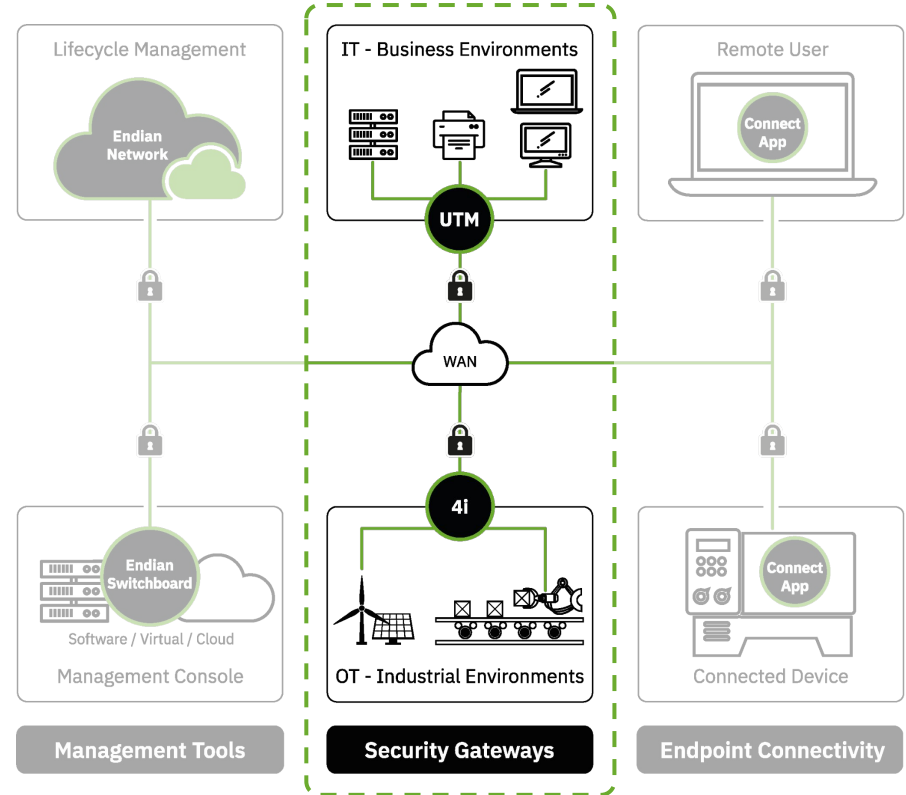 Lifecycle Management
Endian
Network
IT - Business Environments
UTM
Remote User
Connect
App
WAN
Endian
Switchboard
Software / Virtual / Cloud
Management Console
4i
OT - Industrial Environments
Connect
App
Connected Device
Management Tools
Security Gateways
Endpoint Connectivity